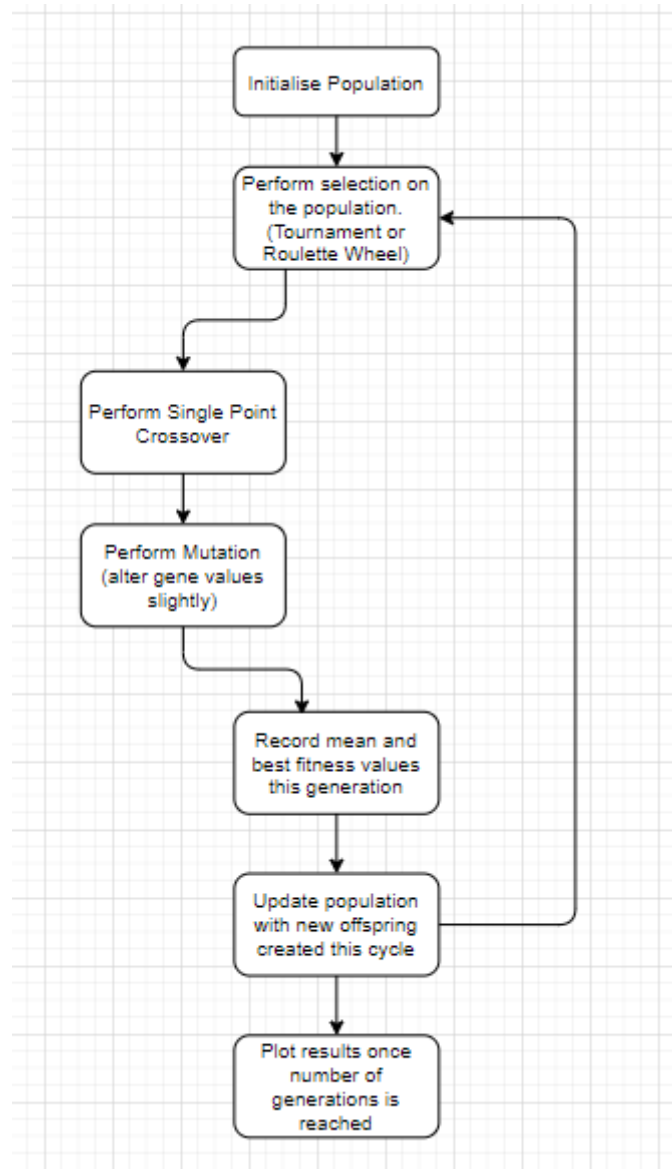 Initialise Population
Perform selection on
the population.
(Tournament or
Roulette Wheel)
Perform Single Point
Crossover
Perform Mutation
(alter gene values
slightly)
Record mean and
best fitness values
this generation
Update population
with new offspring
created this cycle
Plot results once
number of
generations is
reached